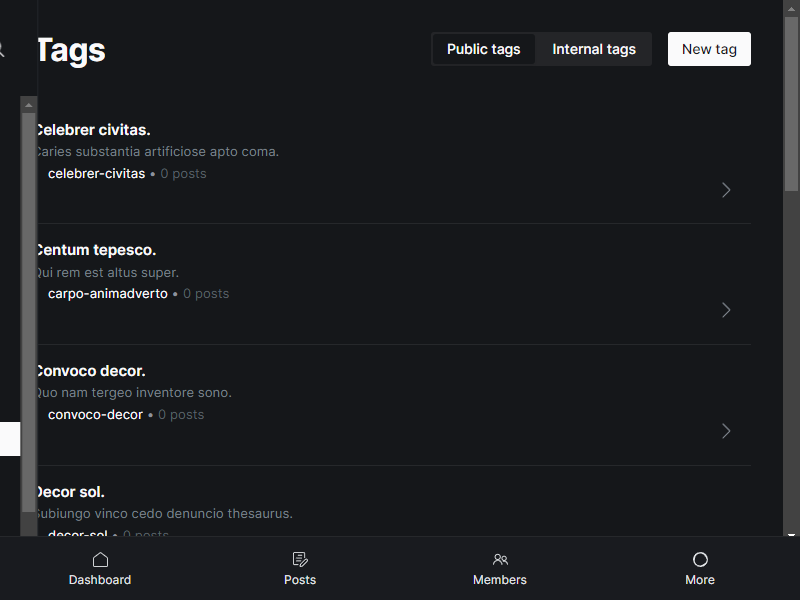 Tags
Public tags
Internal tags
New tag
Celebrer civitas.
Caries substantia artificiose apto coma.
celebrer-civitas • 0 posts
Centum tepesco.
Qui rem est altus super.
carpo-animadverto • 0 posts
Convoco decor.
Quo nam tergeo inventore sono.
convoco-decor • 0 posts
Decor sol.
Subiungo vinco cedo denuncio thesaurus.
decor-sol • 0 posts
Dashboard
Posts
Members
More